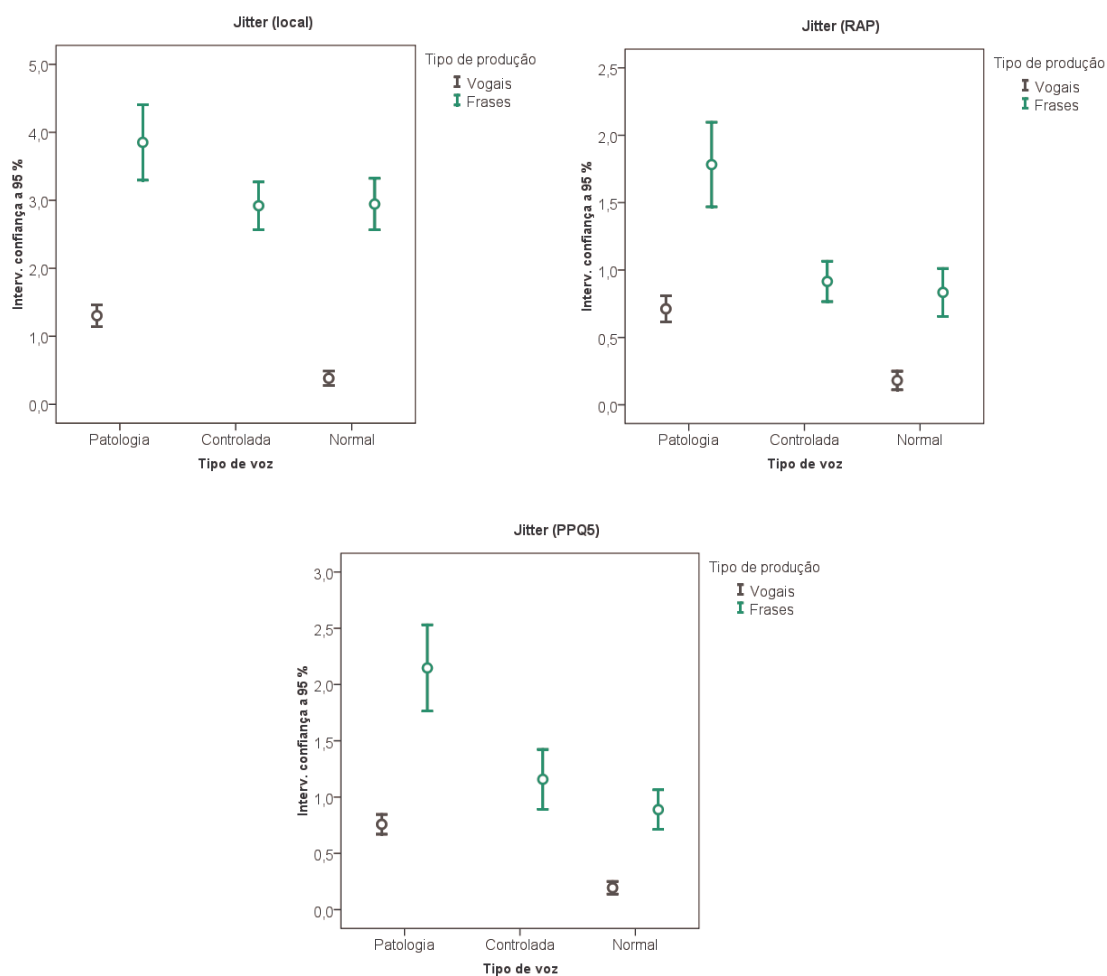 Jitter (local)
Tipo de produção
Vogais
Frases
Interv. confiança a 95 %
5,0
4,0
3,0
2,0
1,0
0,0
Patologia Controlada Normal
Tipo de voz
Jitter (RAP)
Tipo de produção
Vogais
Frases
Interv. confiança a 95 %
2,5
2,0
1,5
1,0
0,5
0,0
Patologia Controlada Normal
Tipo de voz
Jitter (PPQ5)
Tipo de produção
Vogais
Frases
Interv. confiança a 95 %
3,0
2,5
2,0
1,5
1,0
0,5
0,0
Patologia Controlada Normal
Tipo de voz